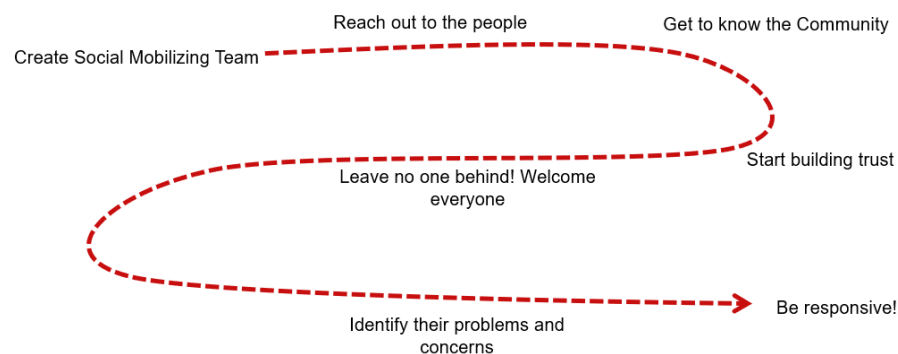 Create Social Mobilizing Team
Reach out to the people
Get to know the Community
Start building trust
Leave no one behind! Welcome
everyone
Identify their problems and
concerns
Be responsive!